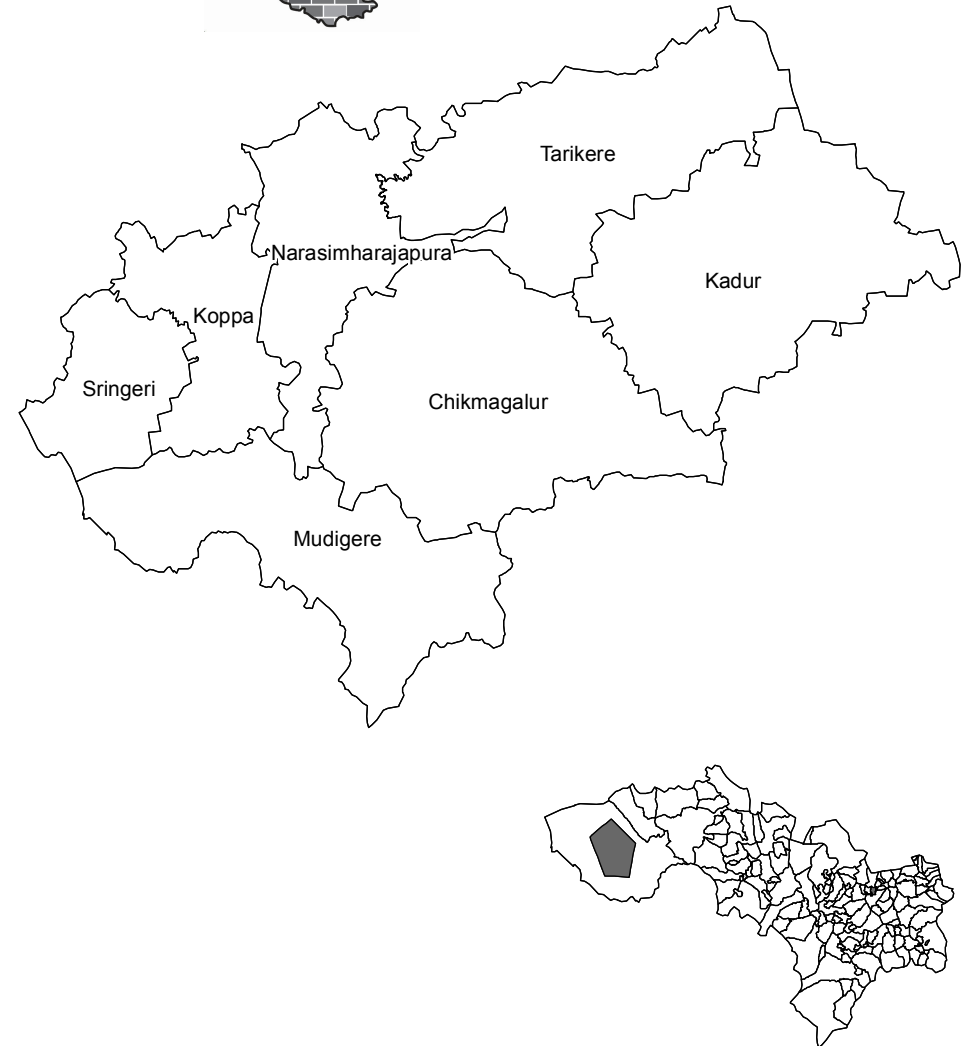 Tarikere
Narasimharajapura
Kadur
Koppa
Sringeri
Chikmagalur
Mudigere